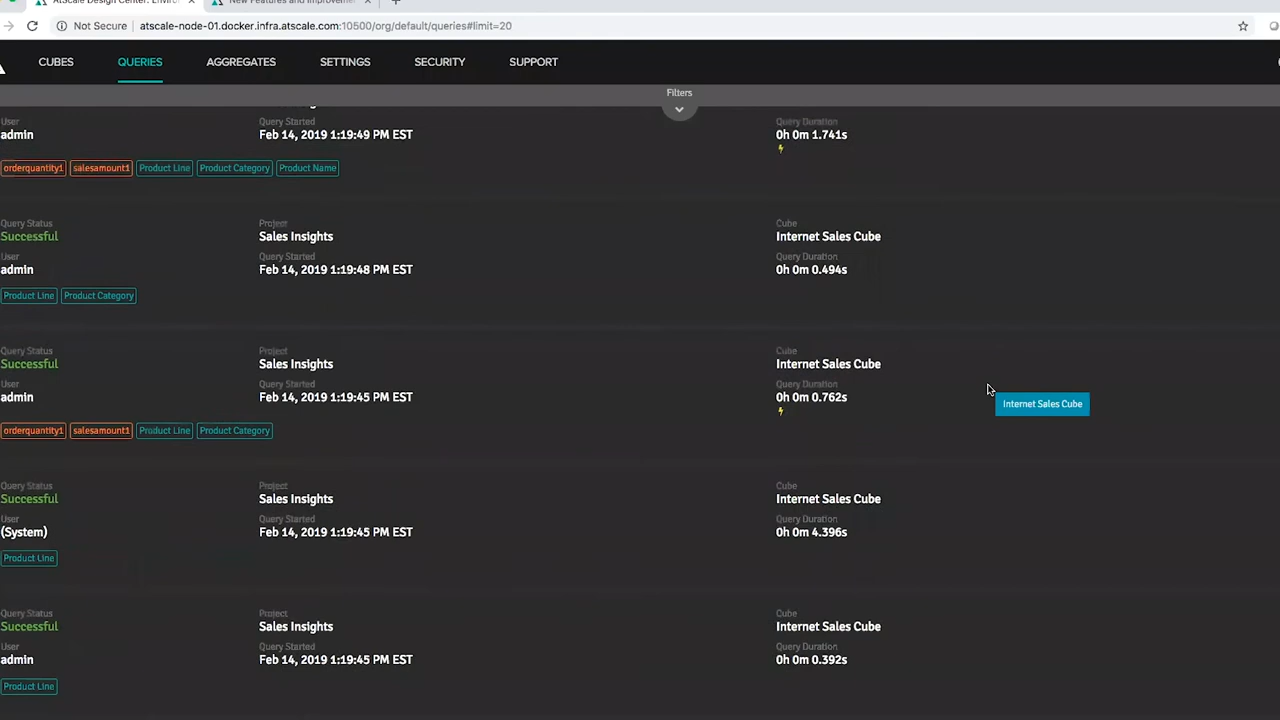 AtScale Design Center: Enviro
New Features and Improveme
Not Secure | atscale-node-01.docker.infra.atscale.com:10500/org/default/queries#limit=20
CUBES QUERIES AGGREGATES SETTINGS SECURITY SUPPORT
Filters
User Query Started Query Duration
admin Feb 14, 2019 1:19:49 PM EST 0h 0m 1.741s
orderquantity1 salesamount1 Product Line Product Category Product Name
Query Status Project Cube
Successful Sales Insights Internet Sales Cube
User Query Started Query Duration
admin Feb 14, 2019 1:19:48 PM EST 0h 0m 0.494s
Product Line Product Category
Query Status Project Cube
Successful Sales Insights Internet Sales Cube
User Query Started Query Duration
admin Feb 14, 2019 1:19:45 PM EST 0h 0m 0.762s
Internet Sales Cube
orderquantity1 salesamount1 Product Line Product Category
Query Status Project Cube
Successful Sales Insights Internet Sales Cube
User Query Started Query Duration
(System) Feb 14, 2019 1:19:45 PM EST 0h 0m 4.396s
Product Line
Query Status Project Cube
Successful Sales Insights Internet Sales Cube
User Query Started Query Duration
admin Feb 14, 2019 1:19:45 PM EST 0h 0m 0.392s
Product Line